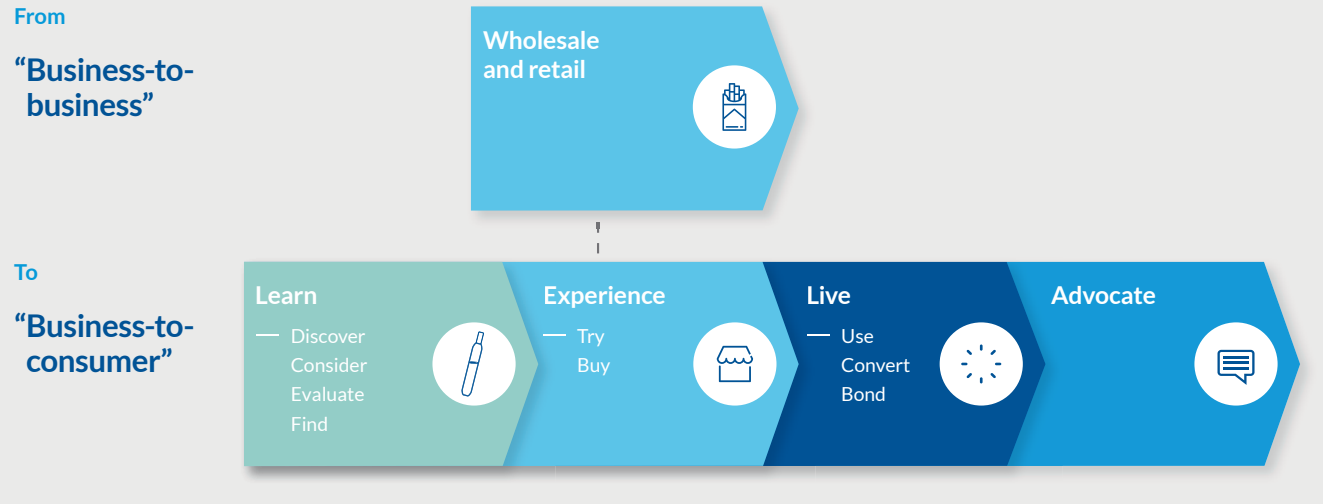 From
“Business-to-
business”
Wholesale
and retail
To
“Business-to-
consumer”
Learn
Discover
Consider
Evaluate
Find
Experience
Try
Buy
Live
Use
Convert
Bond
Advocate